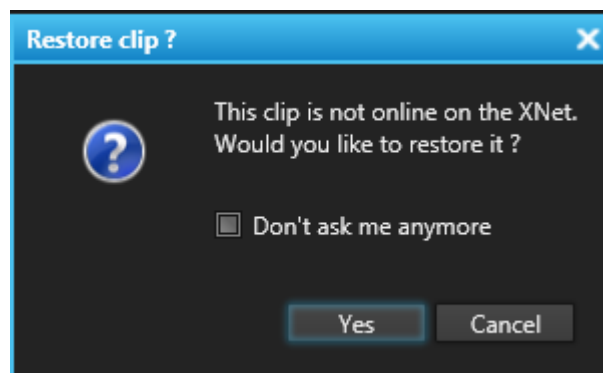 Restore clip ?
This clip is not online on the XNet.
Would you like to restore it ?
Don't ask me anymore
Yes
Cancel